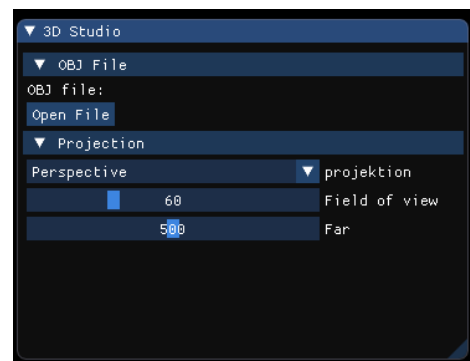 3D Studio
OBJ File
OBJ file:
Open File
Projection
Perspective projektion
60 Field of view
500 Far